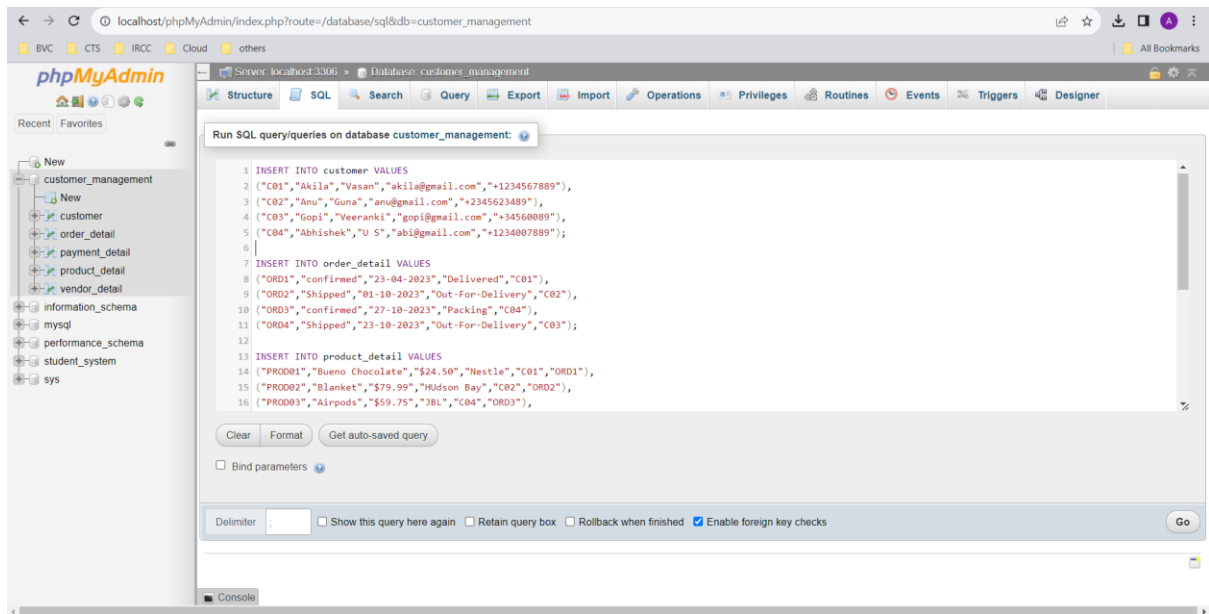 localhost/phpMyAdmin/index.php?route=/database/sql&db=customer_management
A
BVC CTS IRCC Cloud others All Bookmarks
phpMyAdmin
Recent Favorites
New
customer_management
New
customer
order_detail
payment_detail
product_detail
vendor_detail
information_schema
mysql
performance_schema
student_system
sys
Server: localhost:3306 » Database: customer_management
Structure SQL Search Query Export Import Operations Privileges Routines Events Triggers Designer
Run SQL query/queries on database customer_management:
1 INSERT INTO customer VALUES
2 ("C01","Akila","Vasan","akila@gmail.com","+1234567889"),
3 ("C02","Anu","Guna","anu@gmail.com","+2345623489"),
4 ("C03","Gopi","Veeranki","gopi@gmail.com","+34560089"),
5 ("C04","Abhishek","U S","abi@gmail.com","+1234007889");
6
7 INSERT INTO order_detail VALUES
8 ("ORD1","confirmed","23-04-2023","Delivered","C01"),
9 ("ORD2","Shipped","01-10-2023","Out-For-Delivery","C02"),
10 ("ORD3","confirmed","27-10-2023","Packing","C04"),
11 ("ORD4","Shipped","23-10-2023","Out-For-Delivery","C03");
12
13 INSERT INTO product_detail VALUES
14 ("PROD01","Bueno Chocolate","$24.50","Nestle","C01","ORD1"),
15 ("PROD02","Blanket","$79.99","HUdson Bay","C02","ORD2"),
16 ("PROD03","Airpods","$59.75","JBL","C04","ORD3"),
Clear Format Get auto-saved query
Bind parameters
Delimiter ; Show this query here again Retain query box Rollback when finished Enable foreign key checks Go
Console